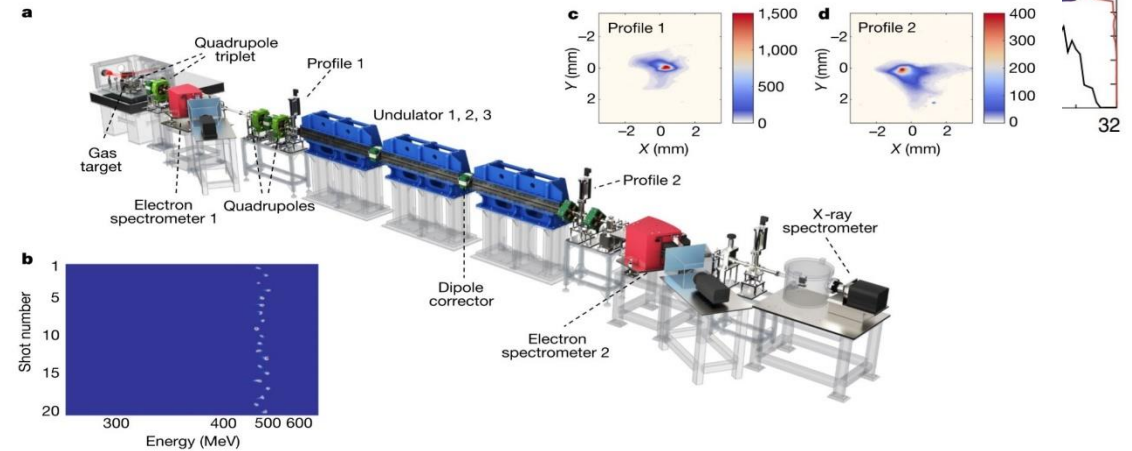 a
Quadrupole
triplet
Profile 1
Undulator 1, 2, 3
Gas
target
Electron
spectrometer 1
Quadrupoles
Dipole
corrector
Profile 2
Electron
spectrometer 2
X-ray
spectrometer
b
Shot number
1
5
10
15
20
300 400 500 600
Energy (MeV)
c
Profile 1
Y (mm)
−2
0
2
−2 0 2
X (mm)
1,500
1,000
500
0
d
Profile 2
Y (mm)
−2
0
2
−2 0 2
X (mm)
400
300
200
100
0
32